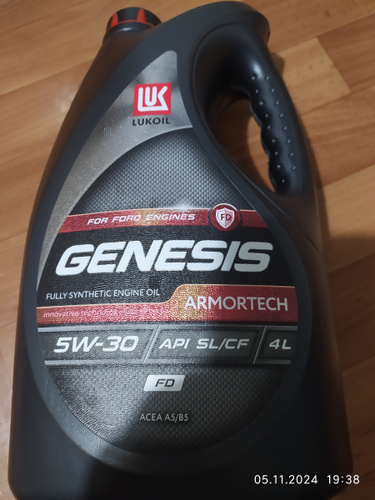 LUK
LUKOIL
FOR FORD ENGINES FD
GENESIS
FULLY SYNTHETIC ENGINE OIL ARMORTECH
innovative
5W-30 API SL/CF 4L
FD
ACEA A5/B5
05.11.2024 19:38